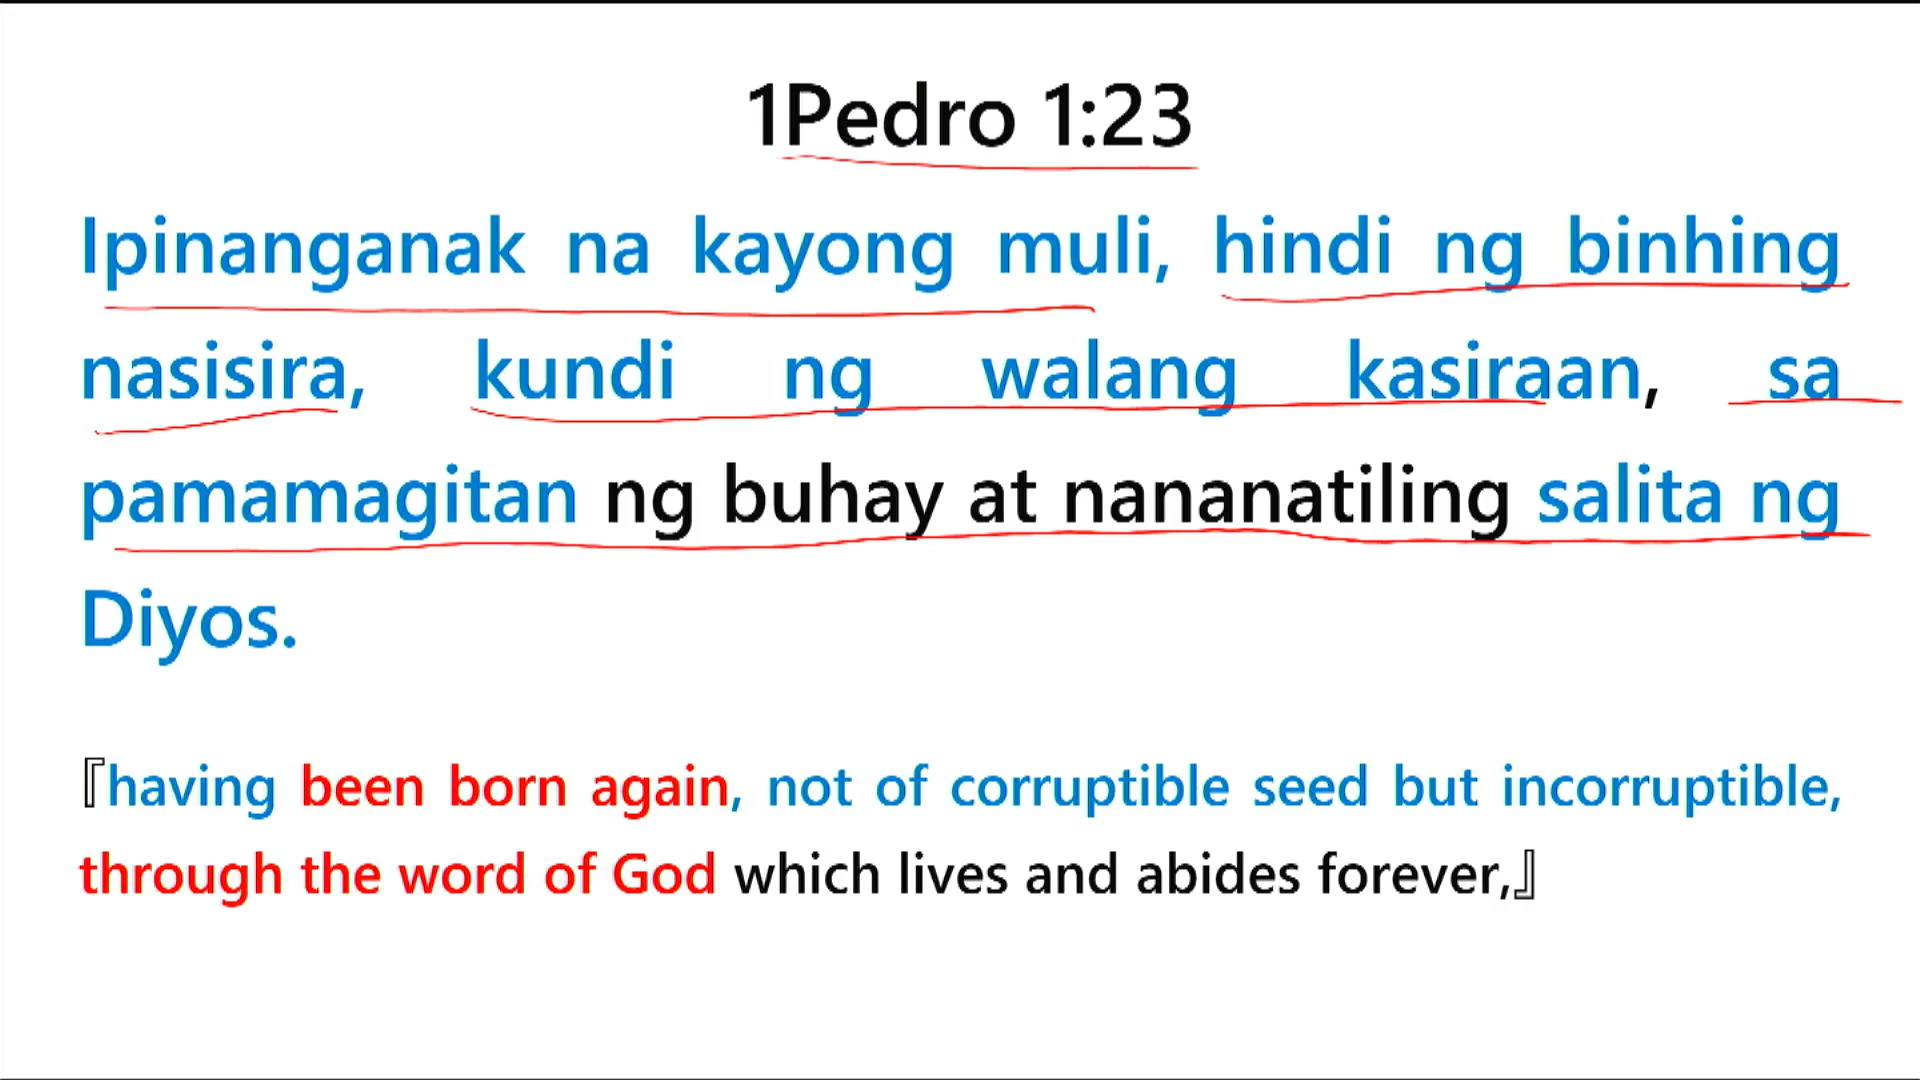 1Pedro 1:23
Ipinanganak na kayong muli, hindi ng binhing
nasisira, kundi ng walang kasiraan, sa
pamamagitan ng buhay at nananatiling salita ng
Diyos.
『having been born again, not of corruptible seed but incorruptible,
through the word of God which lives and abides forever,』